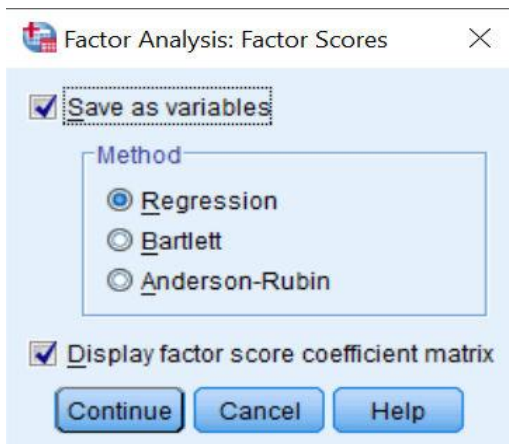 Factor Analysis: Factor Scores
Save as variables
Method
Regression
Bartlett
Anderson-Rubin
Display factor score coefficient matrix
Continue Cancel Help